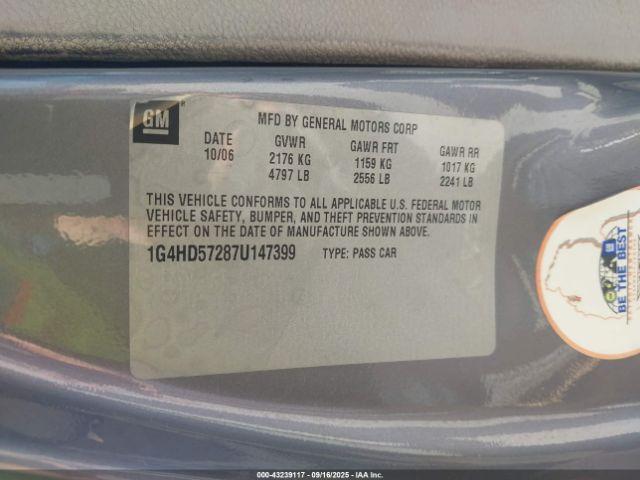 GM
®
MFD BY GENERAL MOTORS CORP
DATE GVWR GAWR FRT GAWR RR
10/06 2176 KG 1159 KG 1017 KG
4797 LB 2556 LB 2241 LB
THIS VEHICLE CONFORMS TO ALL APPLICABLE U.S. FEDERAL MOTOR
VEHICLE SAFETY, BUMPER, AND THEFT PREVENTION STANDARDS IN
EFFECT ON THE DATE OF MANUFACTURE SHOWN ABOVE.
1G4HD57287U147399 TYPE: PASS CAR
BE THE BEST
000-43239117 - 09/16/2025 - IAA Inc.